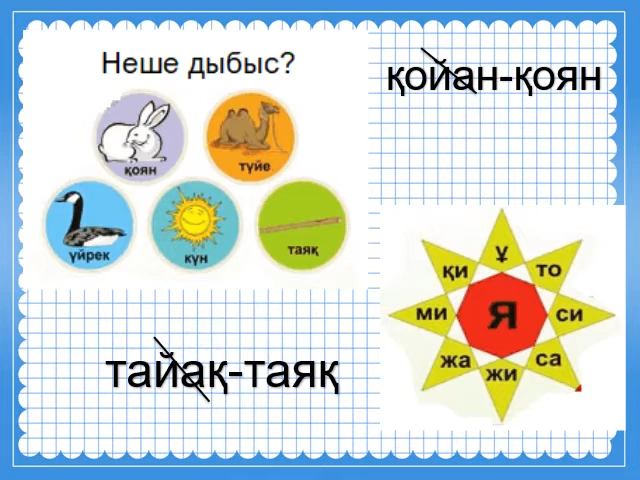 Неше дыбыс?
қойан-қоян
қоян
түйе
үйрек
күн
таяқ
ұ
қи
то
ми
я
си
жа
са
жи
тайақ-таяқ